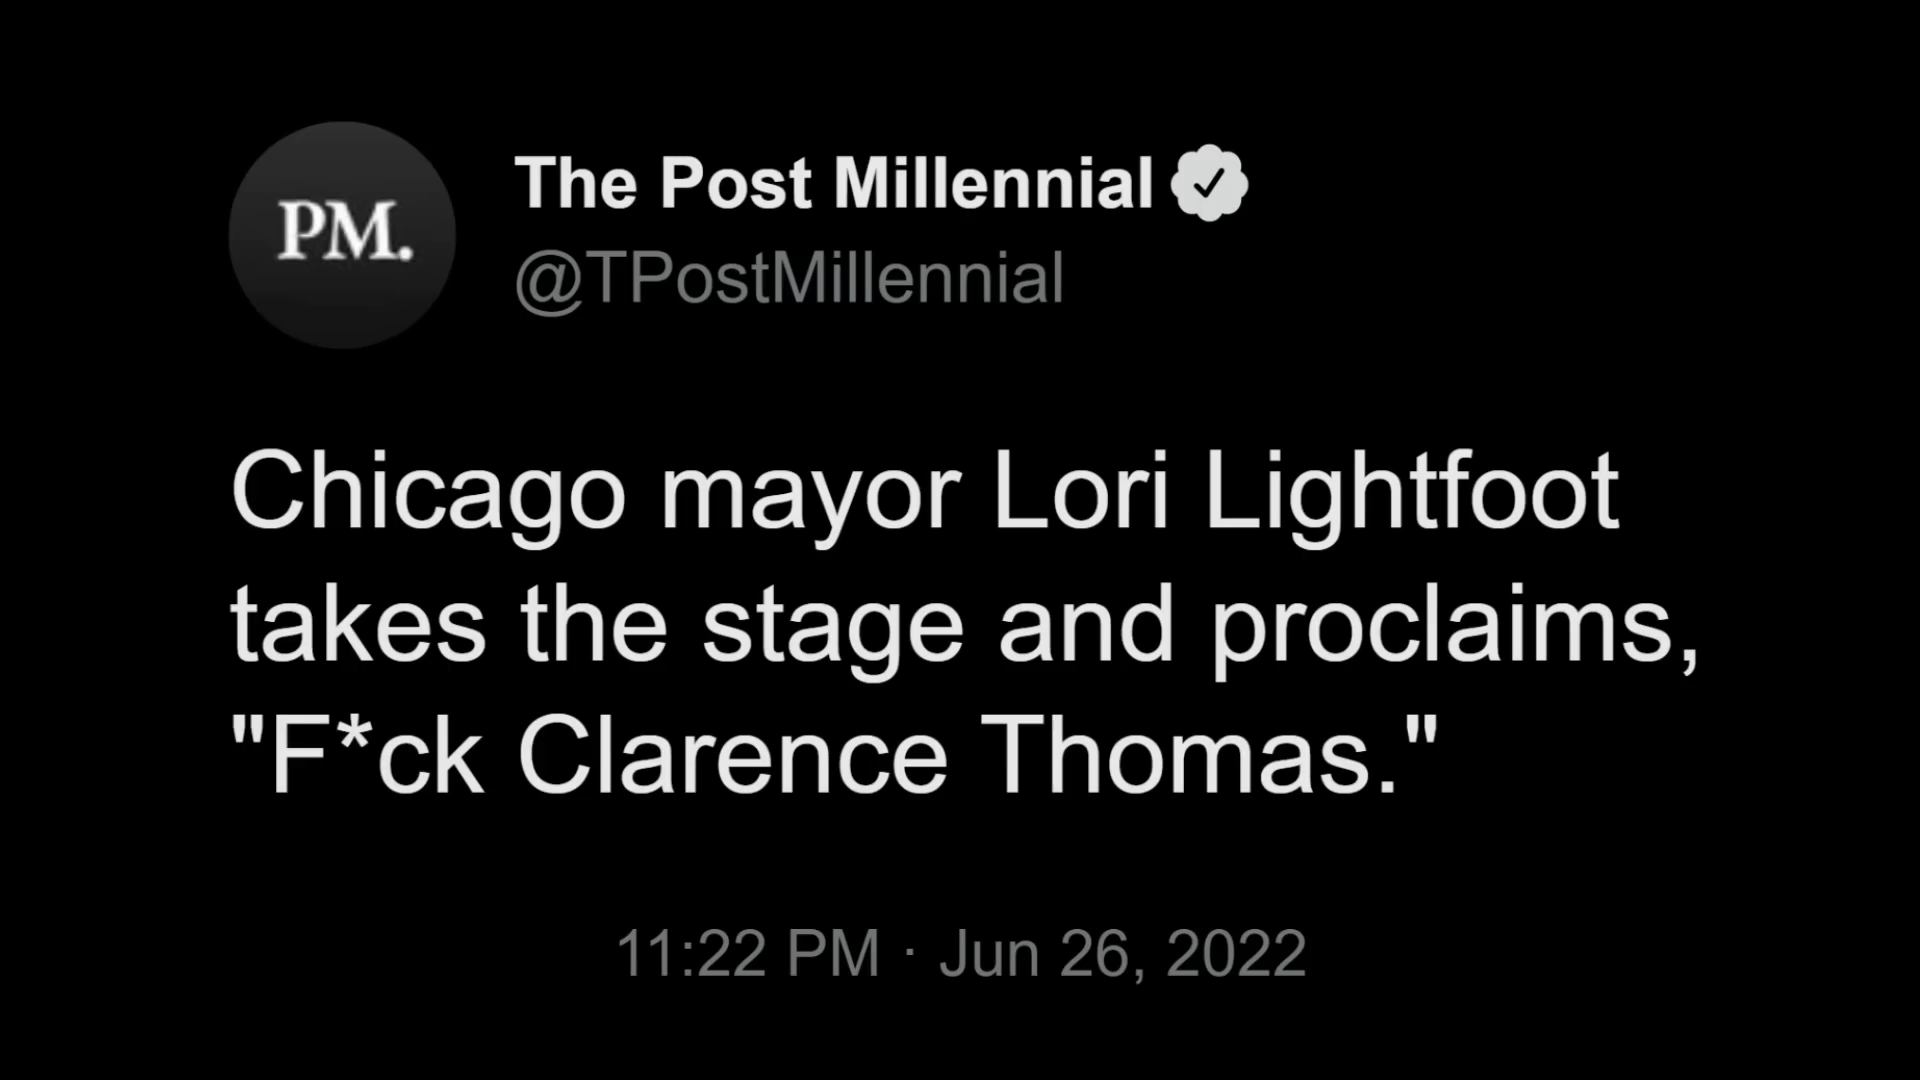 PM.
The Post Millennial
@TPostMillennial
Chicago mayor Lori Lightfoot
takes the stage and proclaims,
"F*ck Clarence Thomas."
11:22 PM · Jun 26, 2022